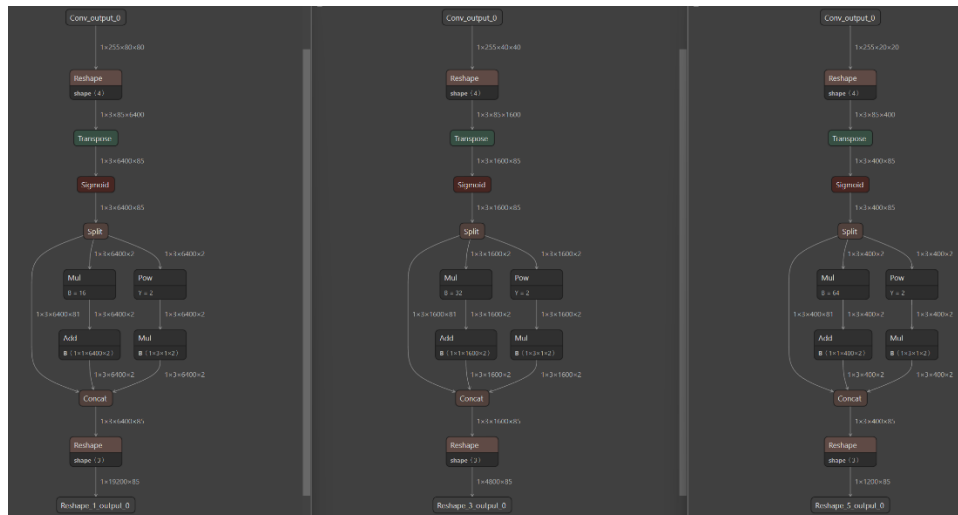 Conv_output_0
1×255×80×80
Reshape
shape ⟨4⟩
1×3×85×6400
Transpose
1×3×6400×85
Sigmoid
1×3×6400×85
Split
1×3×6400×2 1×3×6400×2
Mul Pow
B = 16 Y = 2
1×3×6400×81 1×3×6400×2 1×3×6400×2
Add Mul
B ⟨1×1×6400×2⟩ B ⟨1×3×1×2⟩
1×3×6400×2 1×3×6400×2
Concat
1×3×6400×85
Reshape
shape ⟨3⟩
1×19200×85
Reshape_1_output_0
Conv_output_0
1×255×40×40
Reshape
shape ⟨4⟩
1×3×85×1600
Transpose
1×3×1600×85
Sigmoid
1×3×1600×85
Split
1×3×1600×2 1×3×1600×2
Mul Pow
B = 32 Y = 2
1×3×1600×81 1×3×1600×2 1×3×1600×2
Add Mul
B ⟨1×1×1600×2⟩ B ⟨1×3×1×2⟩
1×3×1600×2 1×3×1600×2
Concat
1×3×1600×85
Reshape
shape ⟨3⟩
1×4800×85
Reshape_3_output_0
Conv_output_0
1×255×20×20
Reshape
shape ⟨4⟩
1×3×85×400
Transpose
1×3×400×85
Sigmoid
1×3×400×85
Split
1×3×400×2 1×3×400×2
Mul Pow
B = 64 Y = 2
1×3×400×81 1×3×400×2 1×3×400×2
Add Mul
B ⟨1×1×400×2⟩ B ⟨1×3×1×2⟩
1×3×400×2 1×3×400×2
Concat
1×3×400×85
Reshape
shape ⟨3⟩
1×1200×85
Reshape_5_output_0